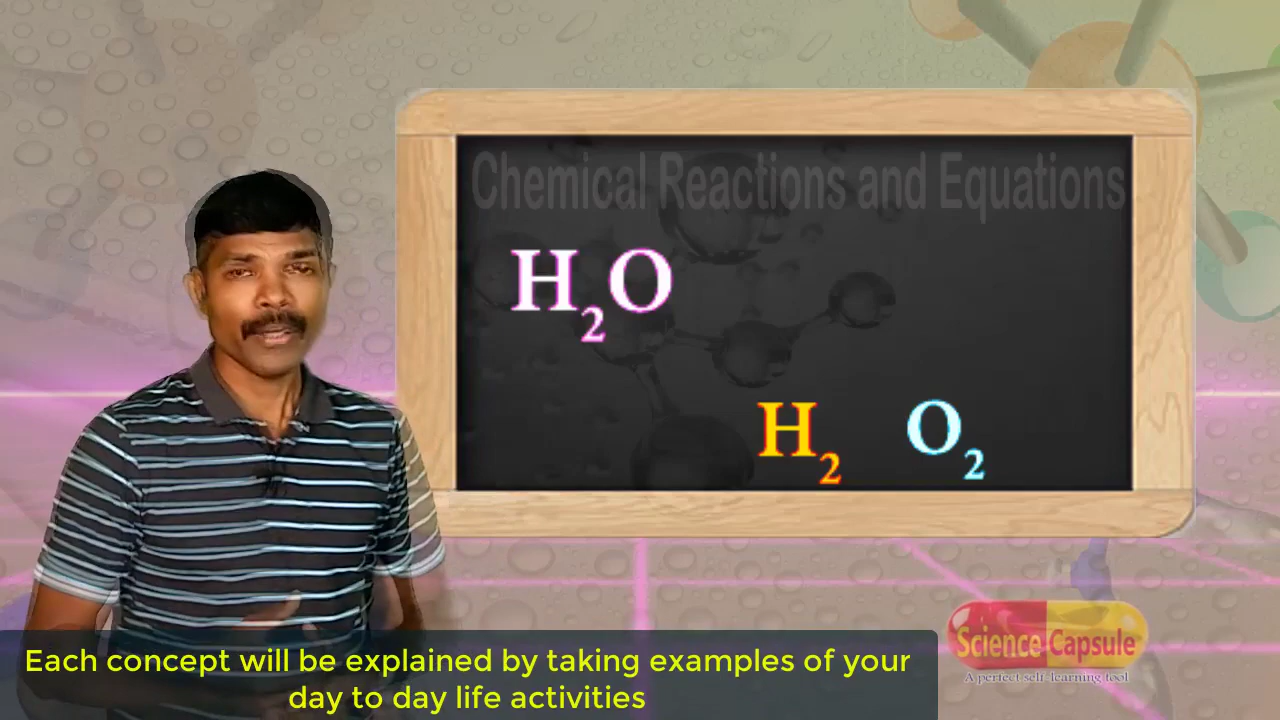 Chemical Reactions and Equations
H₂O
H₂ O₂
Science Capsule
A perfect self-learning tool
Each concept will be explained by taking examples of your
day to day life activities